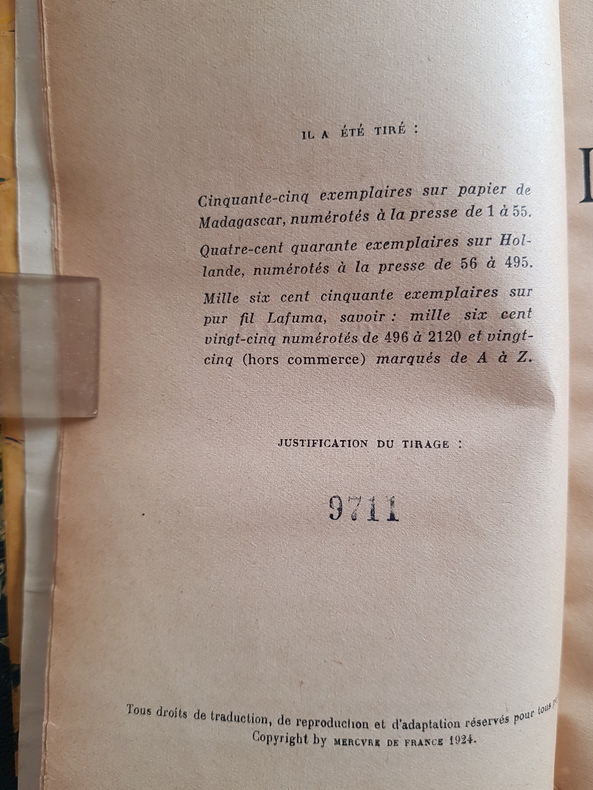 IL A ÉTÉ TIRÉ :
Cinquante-cinq exemplaires sur papier de
Madagascar, numérotés à la presse de 1 à 55.
Quatre-cent quarante exemplaires sur Hol-
lande, numérotés à la presse de 56 à 495.
Mille six cent cinquante exemplaires sur
pur fil Lafuma, savoir : mille six cent
vingt-cinq numérotés de 496 à 2120 et vingt-
cinq (hors commerce) marqués de A à Z.
JUSTIFICATION DU TIRAGE :
9711
Tous droits de traduction, de reproduction et d'adaptation réservés pour tous
Copyright by MERCVRE DE FRANCE 1924.